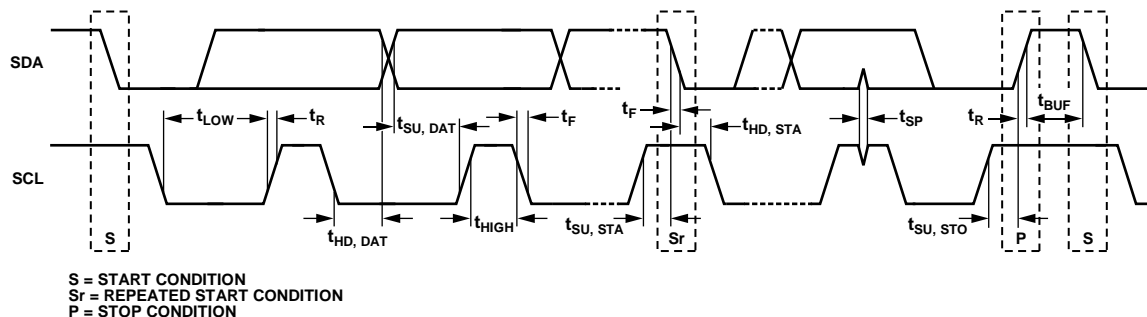 SDA
tLOW
tR
tSU, DAT
tF
tF
tHD, STA
tSP
tR
tBUF
SCL
tHD, DAT
tHIGH
tSU, STA
tSU, STO
S
Sr
P
S
S = START CONDITION
Sr = REPEATED START CONDITION
P = STOP CONDITION